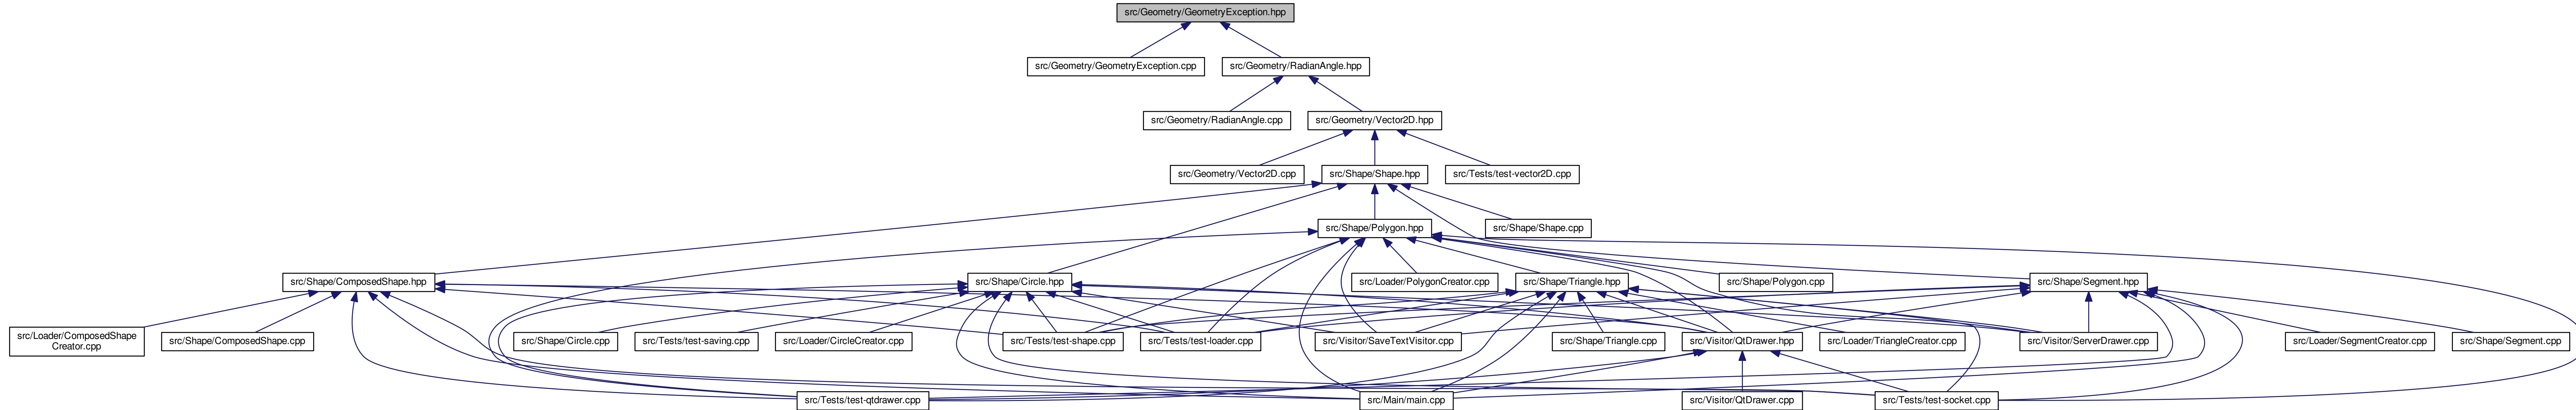 src/Geometry/GeometryException.hpp
src/Geometry/GeometryException.cpp
src/Geometry/RadianAngle.hpp
src/Geometry/RadianAngle.cpp
src/Geometry/Vector2D.hpp
src/Geometry/Vector2D.cpp
src/Shape/Shape.hpp
src/Tests/test-vector2D.cpp
src/Shape/Polygon.hpp
src/Shape/Shape.cpp
src/Shape/ComposedShape.hpp
src/Shape/Circle.hpp
src/Loader/PolygonCreator.cpp
src/Shape/Triangle.hpp
src/Shape/Polygon.cpp
src/Shape/Segment.hpp
src/Loader/ComposedShape
Creator.cpp
src/Shape/ComposedShape.cpp
src/Shape/Circle.cpp
src/Tests/test-saving.cpp
src/Loader/CircleCreator.cpp
src/Tests/test-shape.cpp
src/Tests/test-loader.cpp
src/Visitor/SaveTextVisitor.cpp
src/Shape/Triangle.cpp
src/Visitor/QtDrawer.hpp
src/Loader/TriangleCreator.cpp
src/Visitor/ServerDrawer.cpp
src/Loader/SegmentCreator.cpp
src/Shape/Segment.cpp
src/Tests/test-qtdrawer.cpp
src/Main/main.cpp
src/Visitor/QtDrawer.cpp
src/Tests/test-socket.cpp